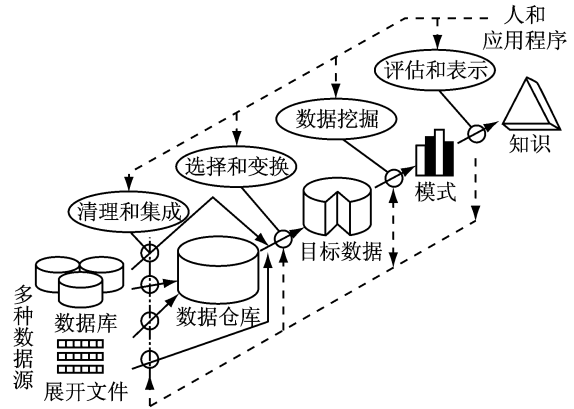 人和
应用程序
评估和表示
数据挖掘
知识
选择和变换
模式
清理和集成
目标数据
多种数据源
数据库
数据仓库
展开文件